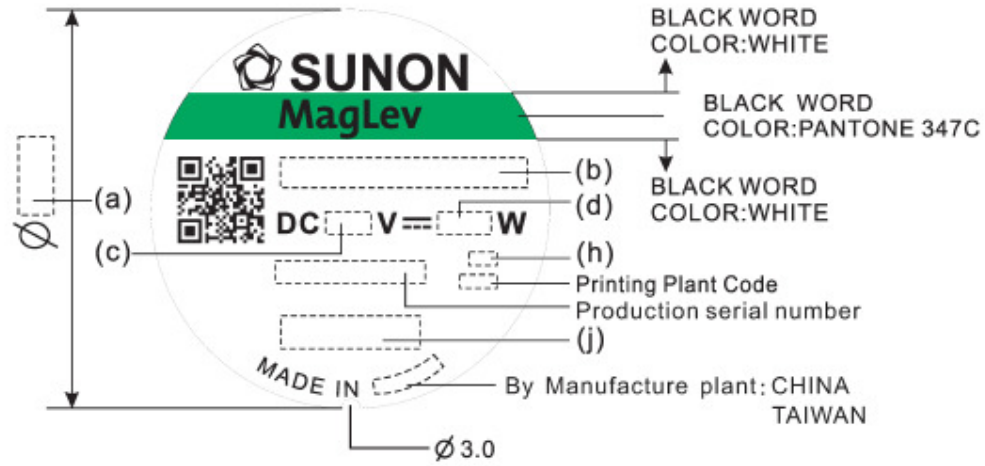 BLACK WORD
COLOR:WHITE
SUNON
MagLev
BLACK WORD
COLOR:PANTONE 347C
(b)
BLACK WORD
COLOR:WHITE
(a)
(d)
DC V W
Ø
(c)
(h)
Printing Plant Code
Production serial number
(j)
MADE IN
By Manufacture plant: CHINA
TAIWAN
Ø 3.0